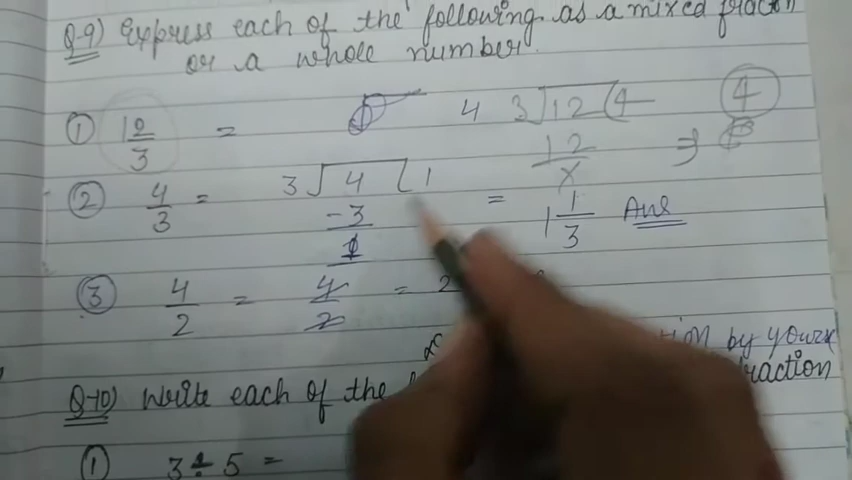 Q-9) Express each of the following as a mixed fraction
or a whole number.
① 12/3 = 4 3)12(4 4
12
x ⇒
② 4/3 = 3)4(1 = 1 1/3 Ans
-3
1
③ 4/2 = 4/2 = 2
by your
Q-10) Write each of the fraction
① 3 ÷ 5 =